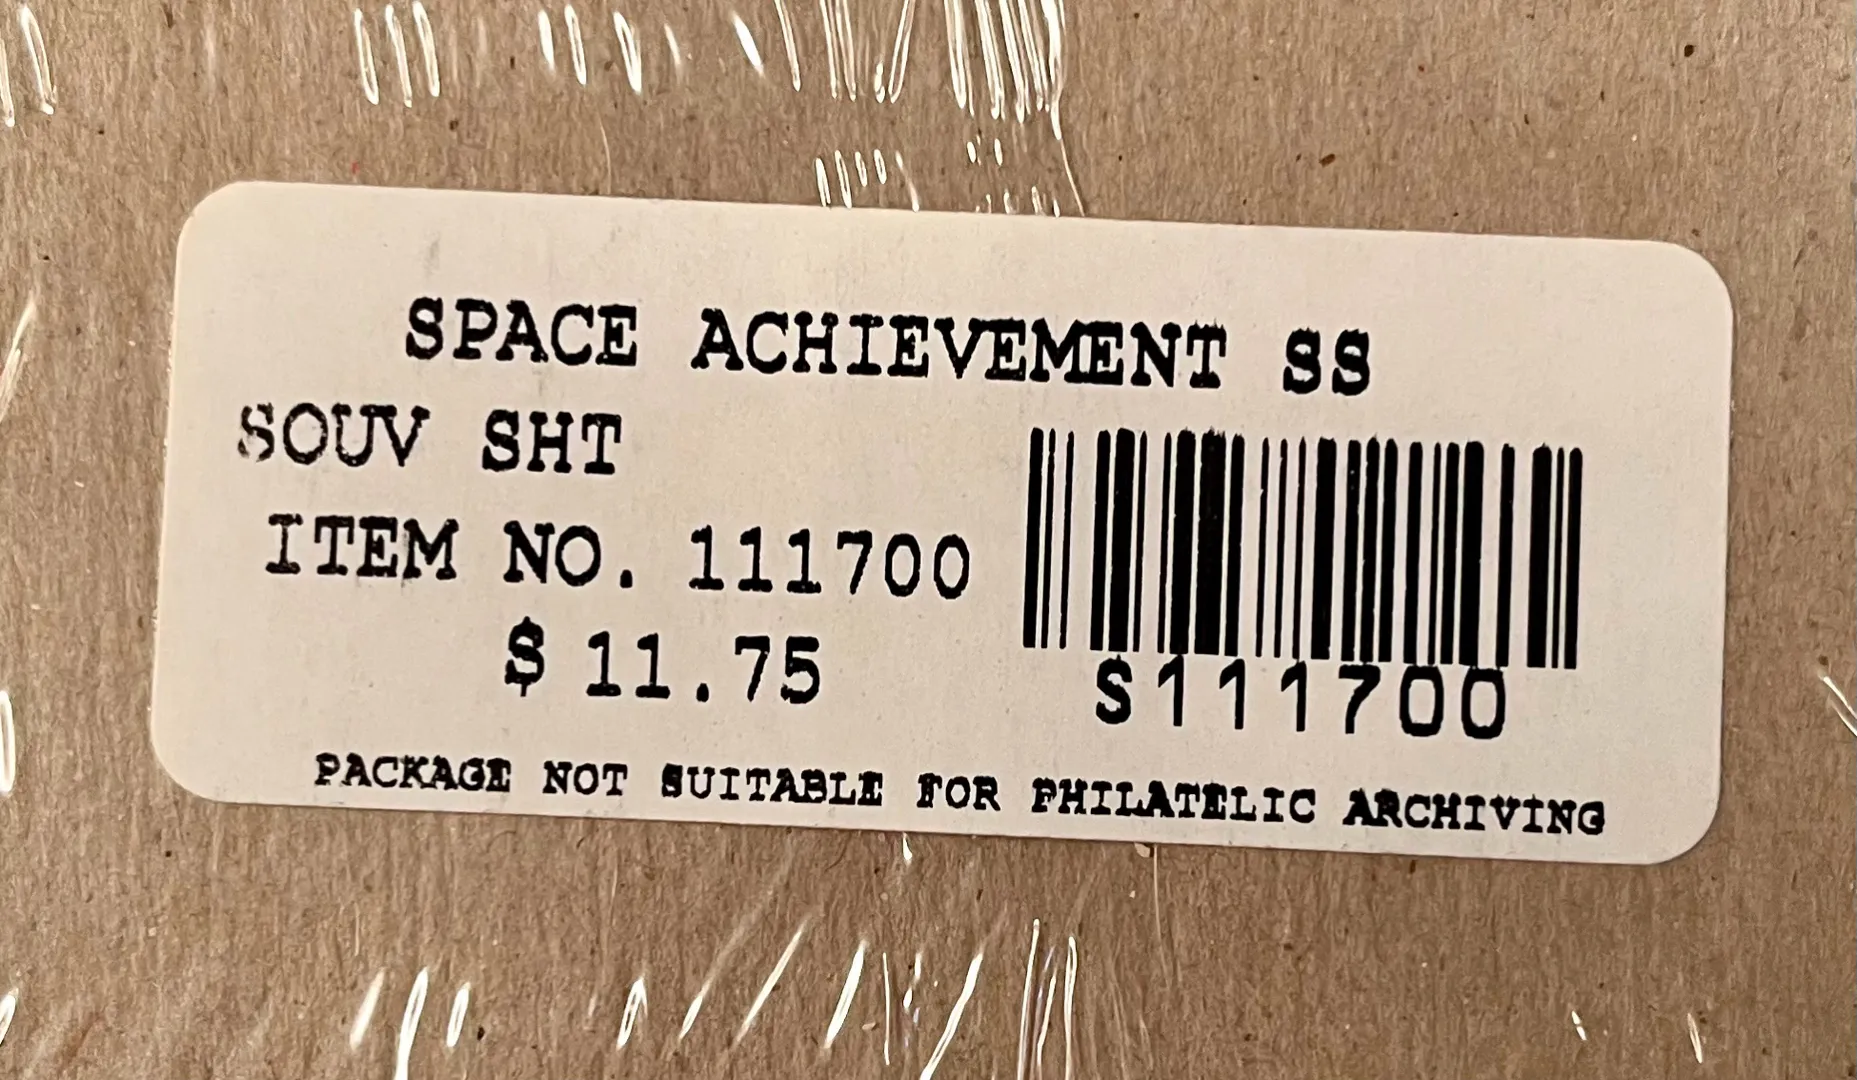 SPACE ACHIEVEMENT SS
SOUV SHT
ITEM NO. 111700
$ 11.75
S111700
PACKAGE NOT SUITABLE FOR PHILATELIC ARCHIVING